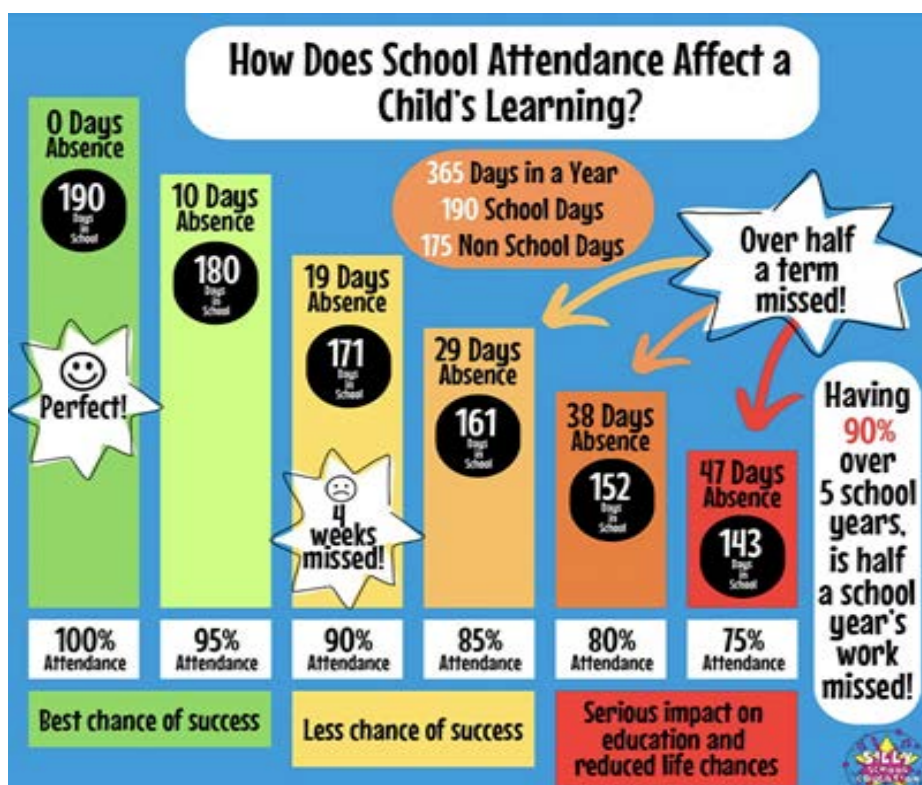 How Does School Attendance Affect a
Child's Learning?
365 Days in a Year
190 School Days
175 Non School Days
0 Days
Absence
190
Days
in
School
Perfect!
10 Days
Absence
180
Days
in
School
19 Days
Absence
171
Days
in
School
4
weeks
missed!
29 Days
Absence
161
Days
in
School
38 Days
Absence
152
Days
in
School
47 Days
Absence
143
Days
in
School
Over half
a term
missed!
Having
90%
over
5 school
years,
is half
a school
year's
work
missed!
100%
Attendance
95%
Attendance
90%
Attendance
85%
Attendance
80%
Attendance
75%
Attendance
Best chance of success
Less chance of success
Serious impact on
education and
reduced life chances
SILLY
SCHOOL
EDUCATION